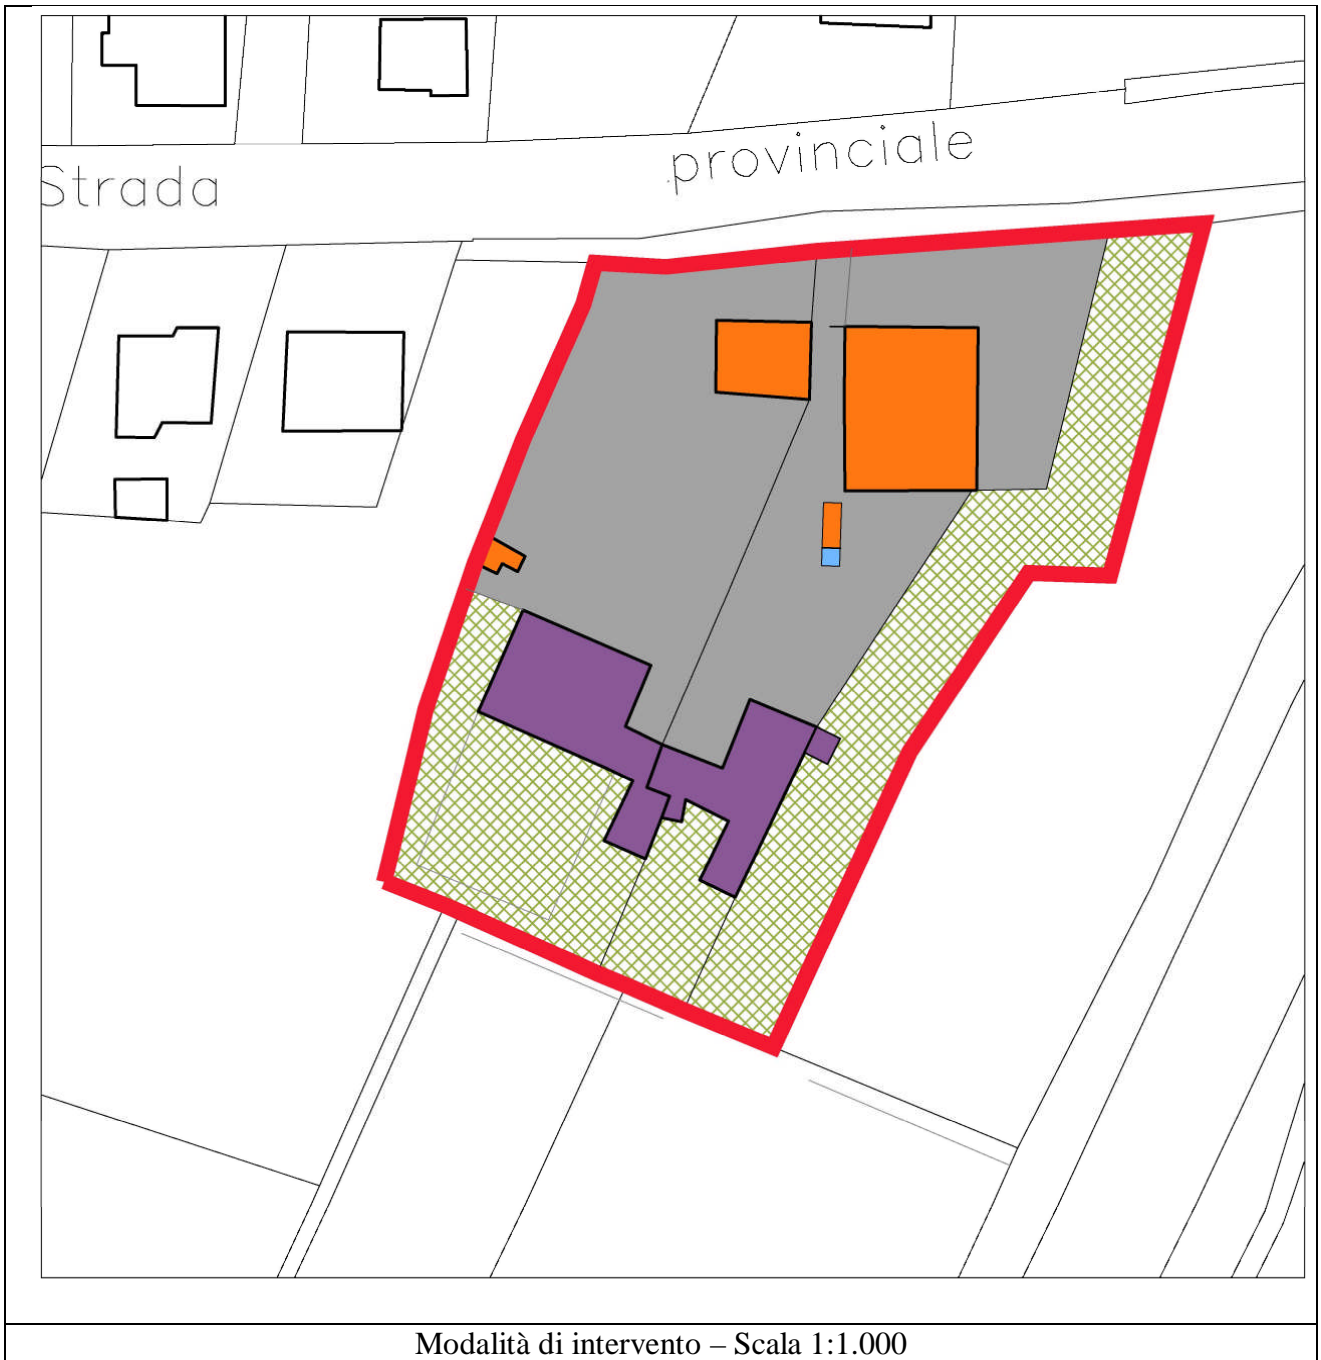 Strada
provinciale
Modalità di intervento – Scala 1:1.000